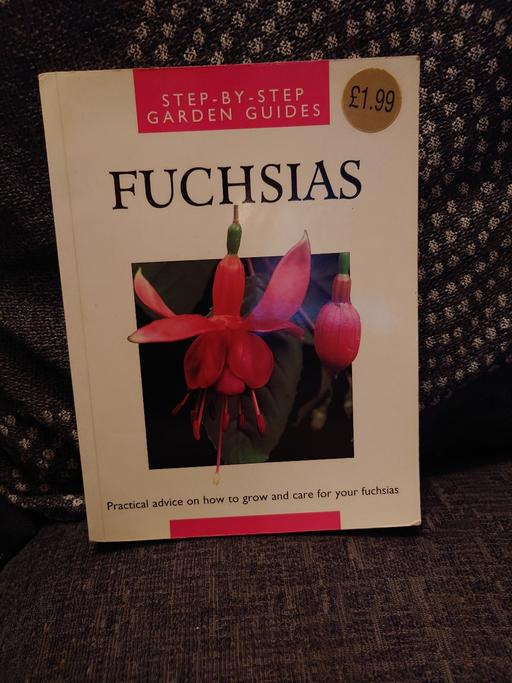 STEP-BY-STEP
GARDEN GUIDES
£1.99
FUCHSIAS
Practical advice on how to grow and care for your fuchsias